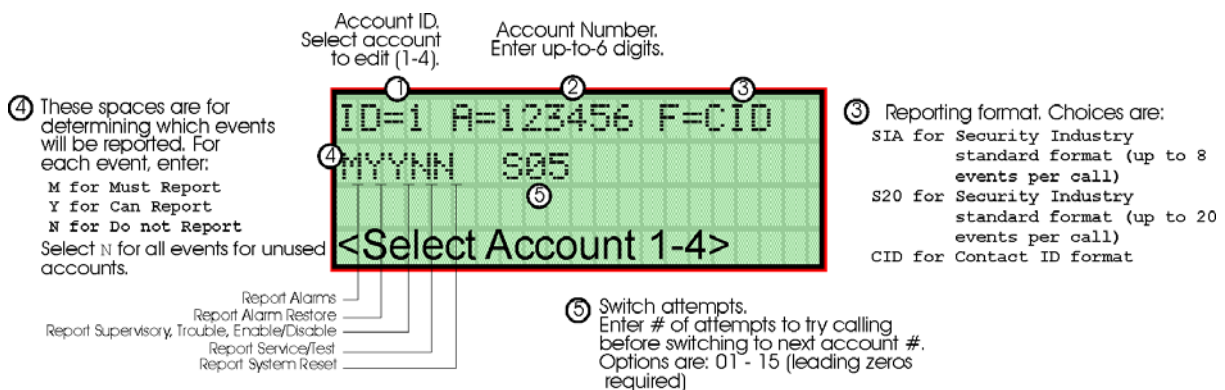 Account ID.
Select account
to edit (1-4).
Account Number.
Enter up-to-6 digits.
1
2
3
ID=1 A=123456 F=CID
4
MYYNN S05
5
<Select Account 1-4>
4 These spaces are for
determining which events
will be reported. For
each event, enter:
M for Must Report
Y for Can Report
N for Do not Report
Select N for all events for unused
accounts.
Report Alarms
Report Alarm Restore
Report Supervisory, Trouble, Enable/Disable
Report Service/Test
Report System Reset
3 Reporting format. Choices are:
SIA for Security Industry
standard format (up to 8
events per call)
S20 for Security Industry
standard format (up to 20
events per call)
CID for Contact ID format
5 Switch attempts.
Enter # of attempts to try calling
before switching to next account #.
Options are: 01 - 15 (leading zeros
required)